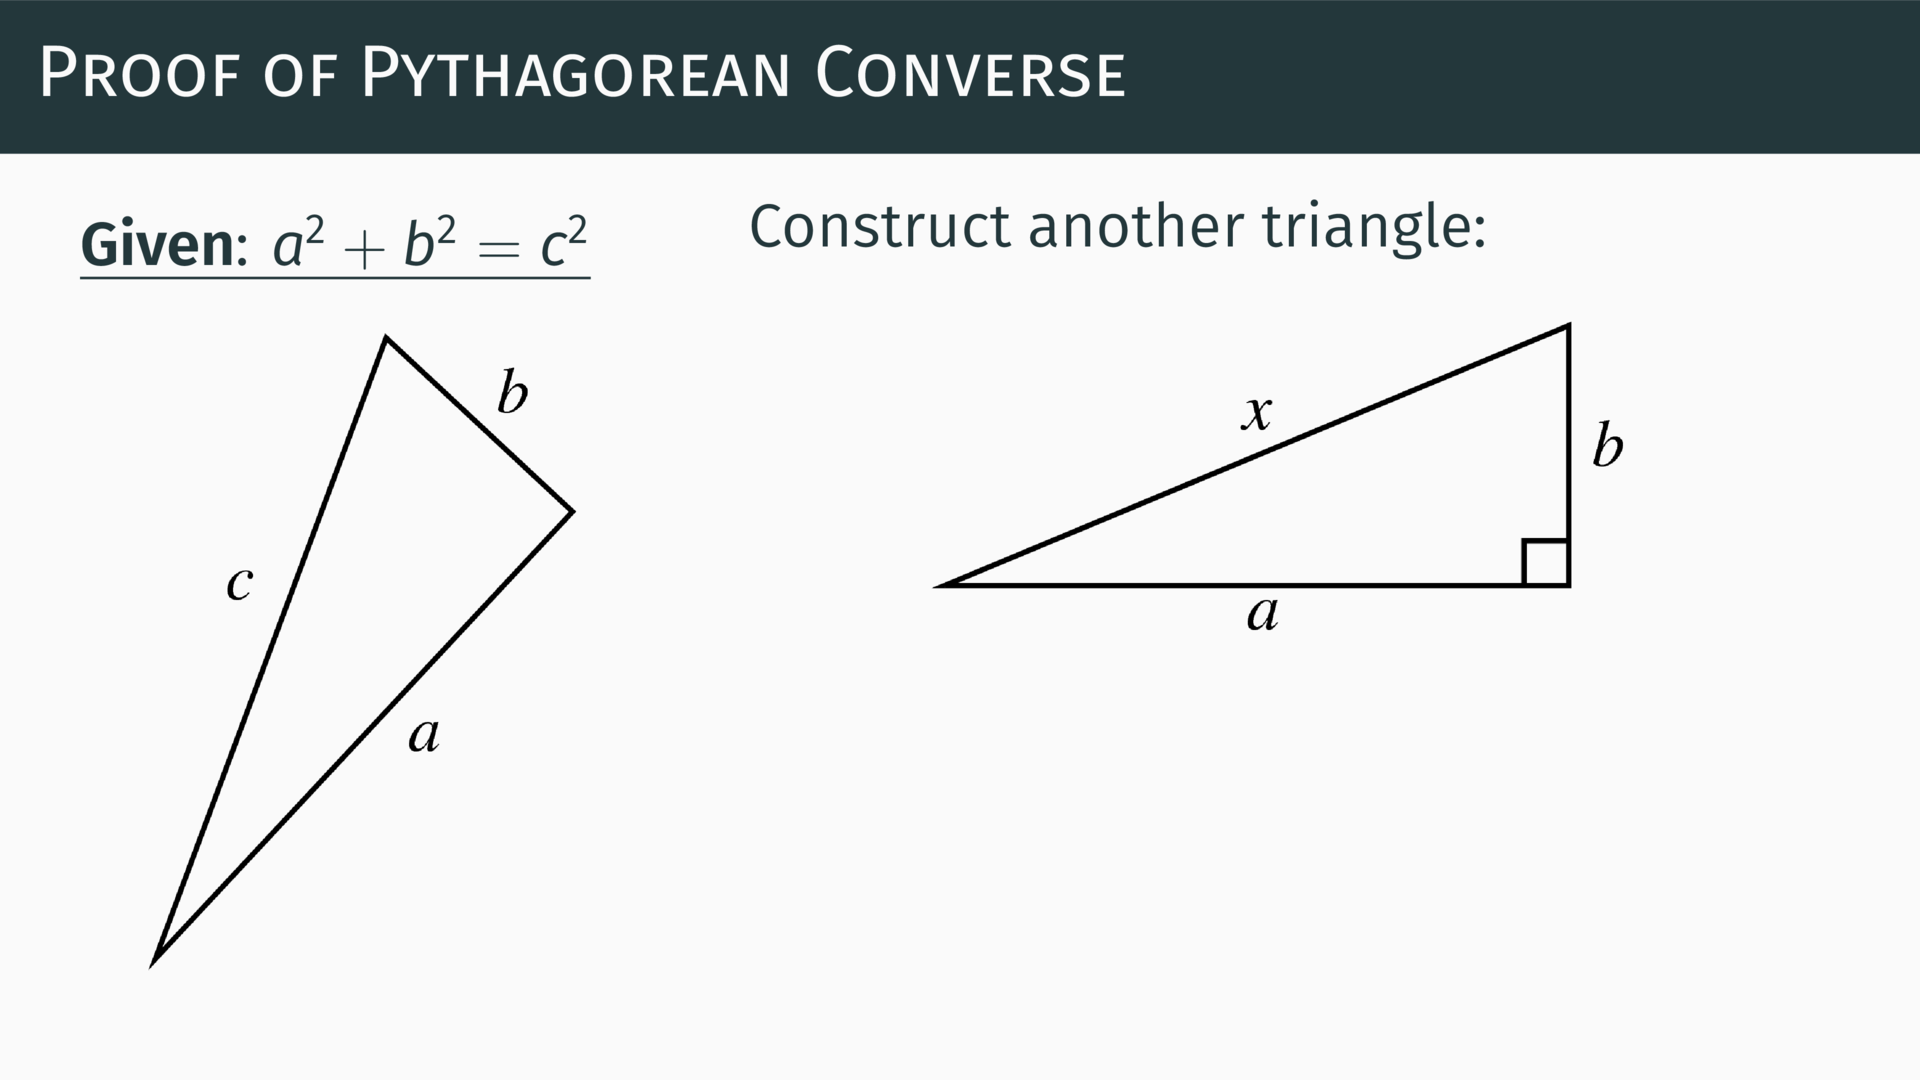 Proof of Pythagorean Converse
Given: a² + b² = c²
Construct another triangle:
b
c
a
x
b
a